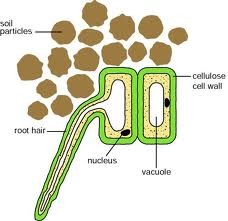 soil
particles
cellulose
cell wall
root hair
nucleus
vacuole